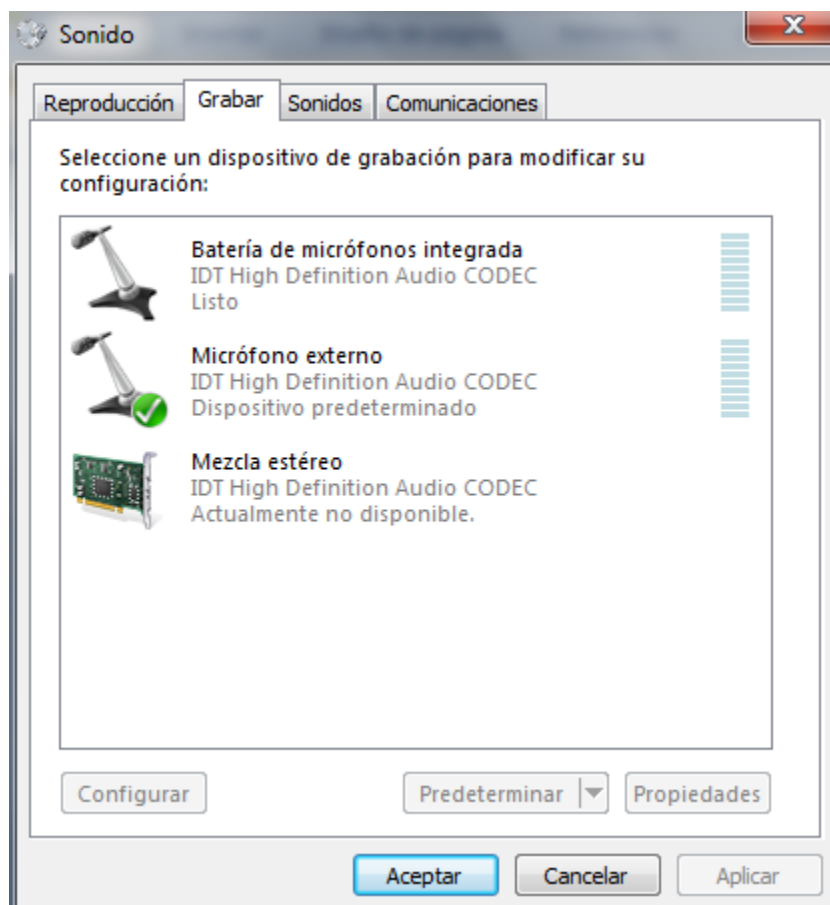 Sonido
Reproducción Grabar Sonidos Comunicaciones
Seleccione un dispositivo de grabación para modificar su
configuración:
Batería de micrófonos integrada
IDT High Definition Audio CODEC
Listo
Micrófono externo
IDT High Definition Audio CODEC
Dispositivo predeterminado
Mezcla estéreo
IDT High Definition Audio CODEC
Actualmente no disponible.
Configurar Predeterminar Propiedades
Aceptar Cancelar Aplicar